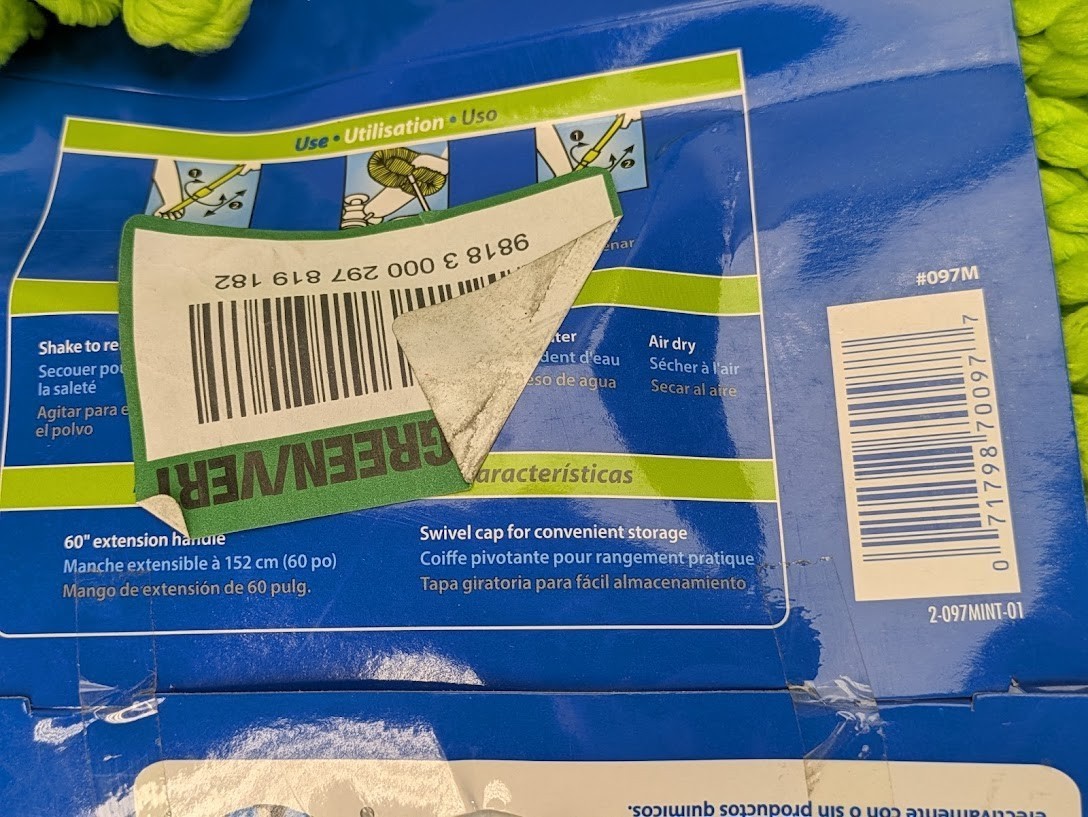 Use • Utilisation • Uso
9818 3 000 297 819 182
GREEN/VERT
enar
#097M
0 71798 70097 7
2-097MINT-01
Shake to re
Secouer pou
la saleté
Agitar para e
el polvo
ter
dent d'eau
eso de agua
Air dry
Sécher à l'air
Secar al aire
aracterísticas
60" extension handle
Manche extensible à 152 cm (60 po)
Mango de extensión de 60 pulg.
Swivel cap for convenient storage
Coiffe pivotante pour rangement pratique
Tapa giratoria para fácil almacenamiento
efectivamente con o sin productos químicos.